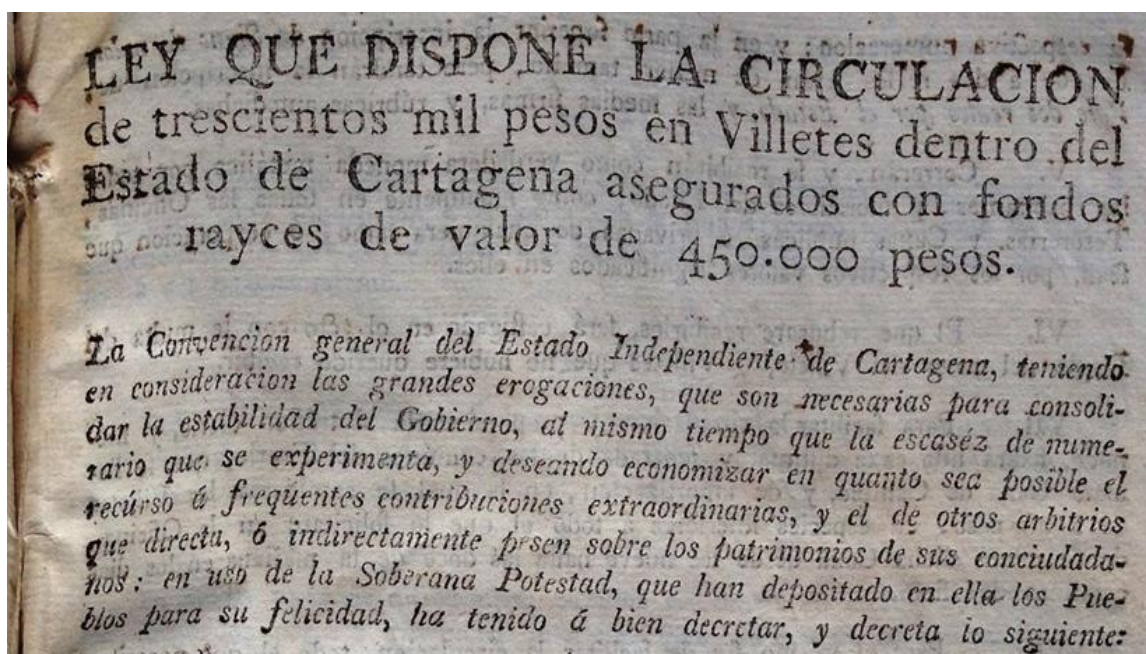 LEY QUE DISPONE LA CIRCULACION
de trescientos mil pesos en Villetes dentro del
Estado de Cartagena asegurados con fondos
rayces de valor de 450.000 pesos.
La Convencion general del Estado Independiente de Cartagena, teniendo
en consideracion las grandes erogaciones, que son necesarias para consoli-
dar la estabilidad del Gobierno, al mismo tiempo que la escaséz de nume-
rario que se experimenta, y deseando economizar en quanto sea posible el
recúrso á freqüentes contribuciones extraordinarias, y el de otros arbitrios
que directa, ó indirectamente pesen sobre los patrimonios de sus conciudada-
nos: en uso de la Soberana Potestad, que han depositado en ella los Pue-
blos para su felicidad, ha tenido á bien decretar, y decreta lo siguiente: